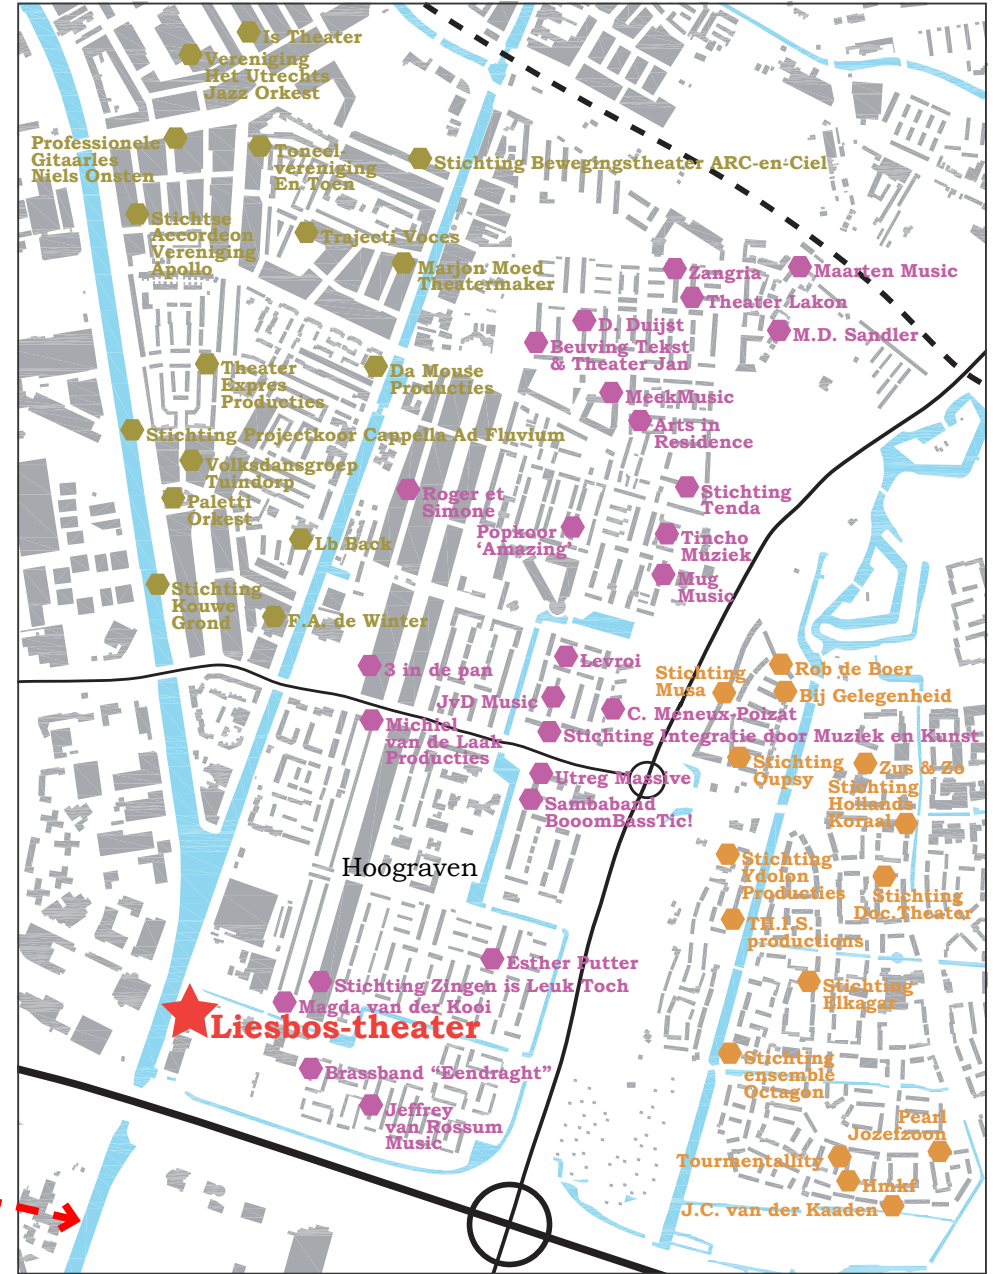 Is Theater
Vereniging
Het Utrechts
Jazz Orkest
Professionele
Gitaarles
Niels Onsten
Toneel-
vereniging
En Toen
Stichting Bewegingstheater ARC-en-Ciel
Stichtse
Accordeon
Vereniging
Apollo
Trajecti Voces
Marjon Moed
Theatermaker
Zangria
Maarten Music
Theater Lakon
D. Duijst
M.D. Sandler
Beuving Tekst
& Theater Jan
Theater
Expres
Producties
Da Mouse
Producties
MeekMusic
Arts in
Residence
Stichting Projectkoor Cappella Ad Fluvium
Volksdansgroep
Tuindorp
Paletti
Orkest
Roger et
Simone
Stichting
Tenda
Popkoor
‘Amazing’
Tincho
Muziek
Lb Back
Mug
Music
Stichting
Kouwe
Grond
F.A. de Winter
3 in de pan
Levroi
Stichting
Musa
Rob de Boer
Bij Gelegenheid
JvD Music
C. Meneux-Poizat
Michiel
van de Laak
Producties
Stichting Integratie door Muziek en Kunst
Stichting
Oupsy
Zus & Zo
Utreg Massive
Sambaband
BooomBassTic!
Stichting
Hollands
Koraal
Hoograven
Stichting
Ydofon
Producties
Stichting
Doc.Theater
TH.I.S.
productions
Esther Putter
Stichting Zingen is Leuk Toch
Stichting
Elkagar
Magda van der Kooi
Liesbos-theater
Stichting
ensemble
Octagon
Brassband “Eendraght”
Jeffrey
van Rossum
Music
Pearl
Jozefzoon
Tourmentallity
Hmkf
J.C. van der Kaaden